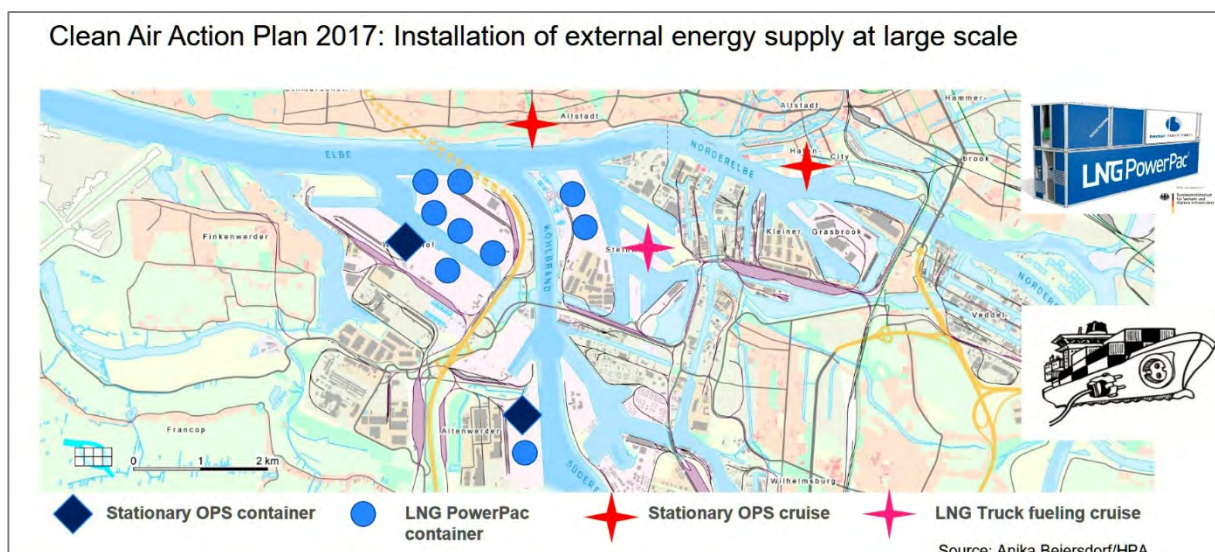 Clean Air Action Plan 2017: Installation of external energy supply at large scale
Altstadt
Altstadt
Hammer-
brook
ELBE
NORDERELBE
Hafen
City
LNG PowerPac
Finkenwerder
KÖHLBRAND
Kleiner Grasbrook
Veddel
Francop
Altenwerder
Wilhelmsburg
0 1 2 km
Stationary OPS container
LNG PowerPac
container
Stationary OPS cruise
LNG Truck fueling cruise
Source: Anika Beiersdorf/HPA